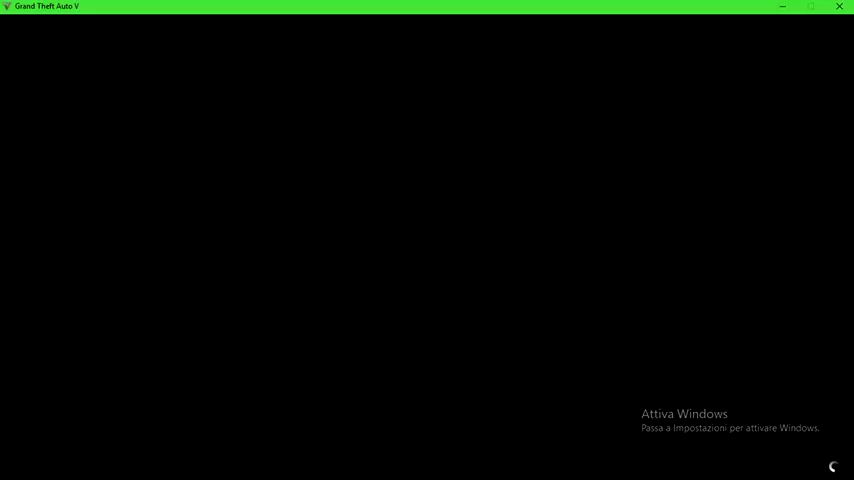 Grand Theft Auto V
Attiva Windows
Passa a Impostazioni per attivare Windows.